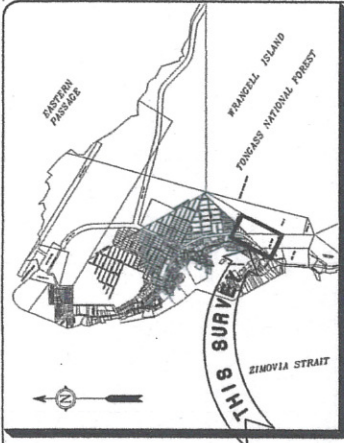 EASTERN
PASSAGE
WRANGELL ISLAND
TONGASS NATIONAL FOREST
THIS SURVEY
ZIMOVIA STRAIT
N